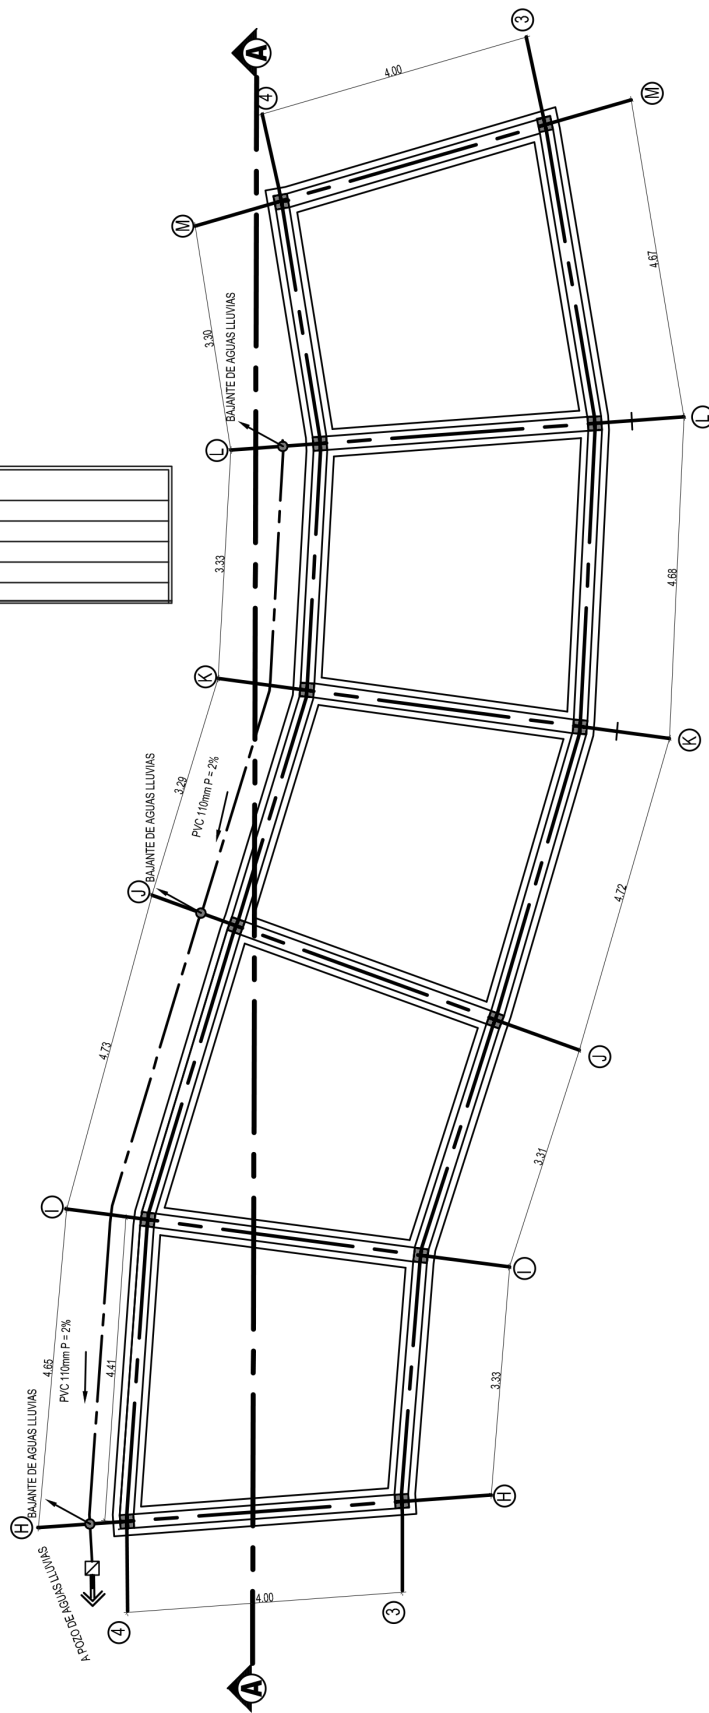 H
BAJANTE DE AGUAS LLUVIAS
4.65
I
A POZO DE AGUAS LLUVIAS
PVC 110mm P = 2%
4.73
4.41
4
J
BAJANTE DE AGUAS LLUVIAS
3.29
M
K
PVC 110mm P = 2%
3.30
L
3.33
BAJANTE DE AGUAS LLUVIAS
A
4.00
A
4
3
4.00
3.33
H
3
I
3.31
J
4.72
M
4.67
4.68
K
L